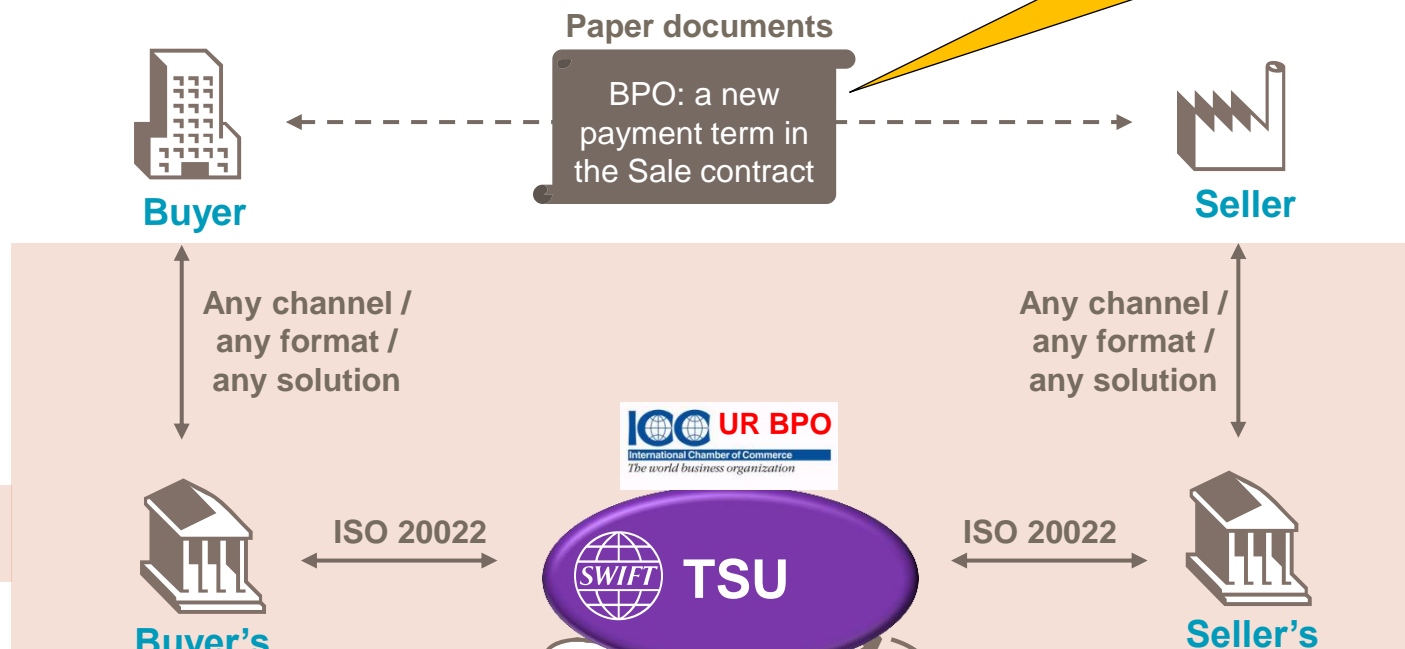 Paper documents
BPO: a new
payment term in
the Sale contract
Buyer
Seller
Any channel /
any format /
any solution
Any channel /
any format /
any solution
ICC UR BPO
International Chamber of Commerce
The world business organization
ISO 20022
ISO 20022
SWIFT TSU
Buyer's
Seller's